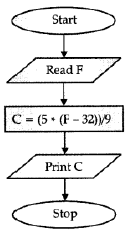 Start
Read F
C = (5 * (F – 32))/9
Print C
Stop